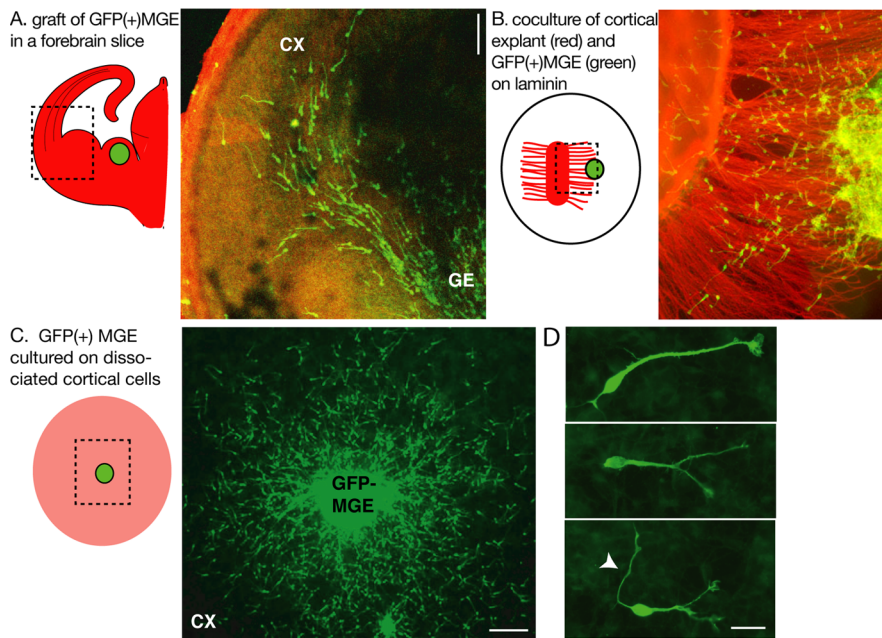 A. graft of GFP(+)MGE
in a forebrain slice
CX
GE
B. coculture of cortical
explant (red) and
GFP(+)MGE (green)
on laminin
C. GFP(+) MGE
cultured on disso-
ciated cortical cells
GFP-
MGE
CX
D